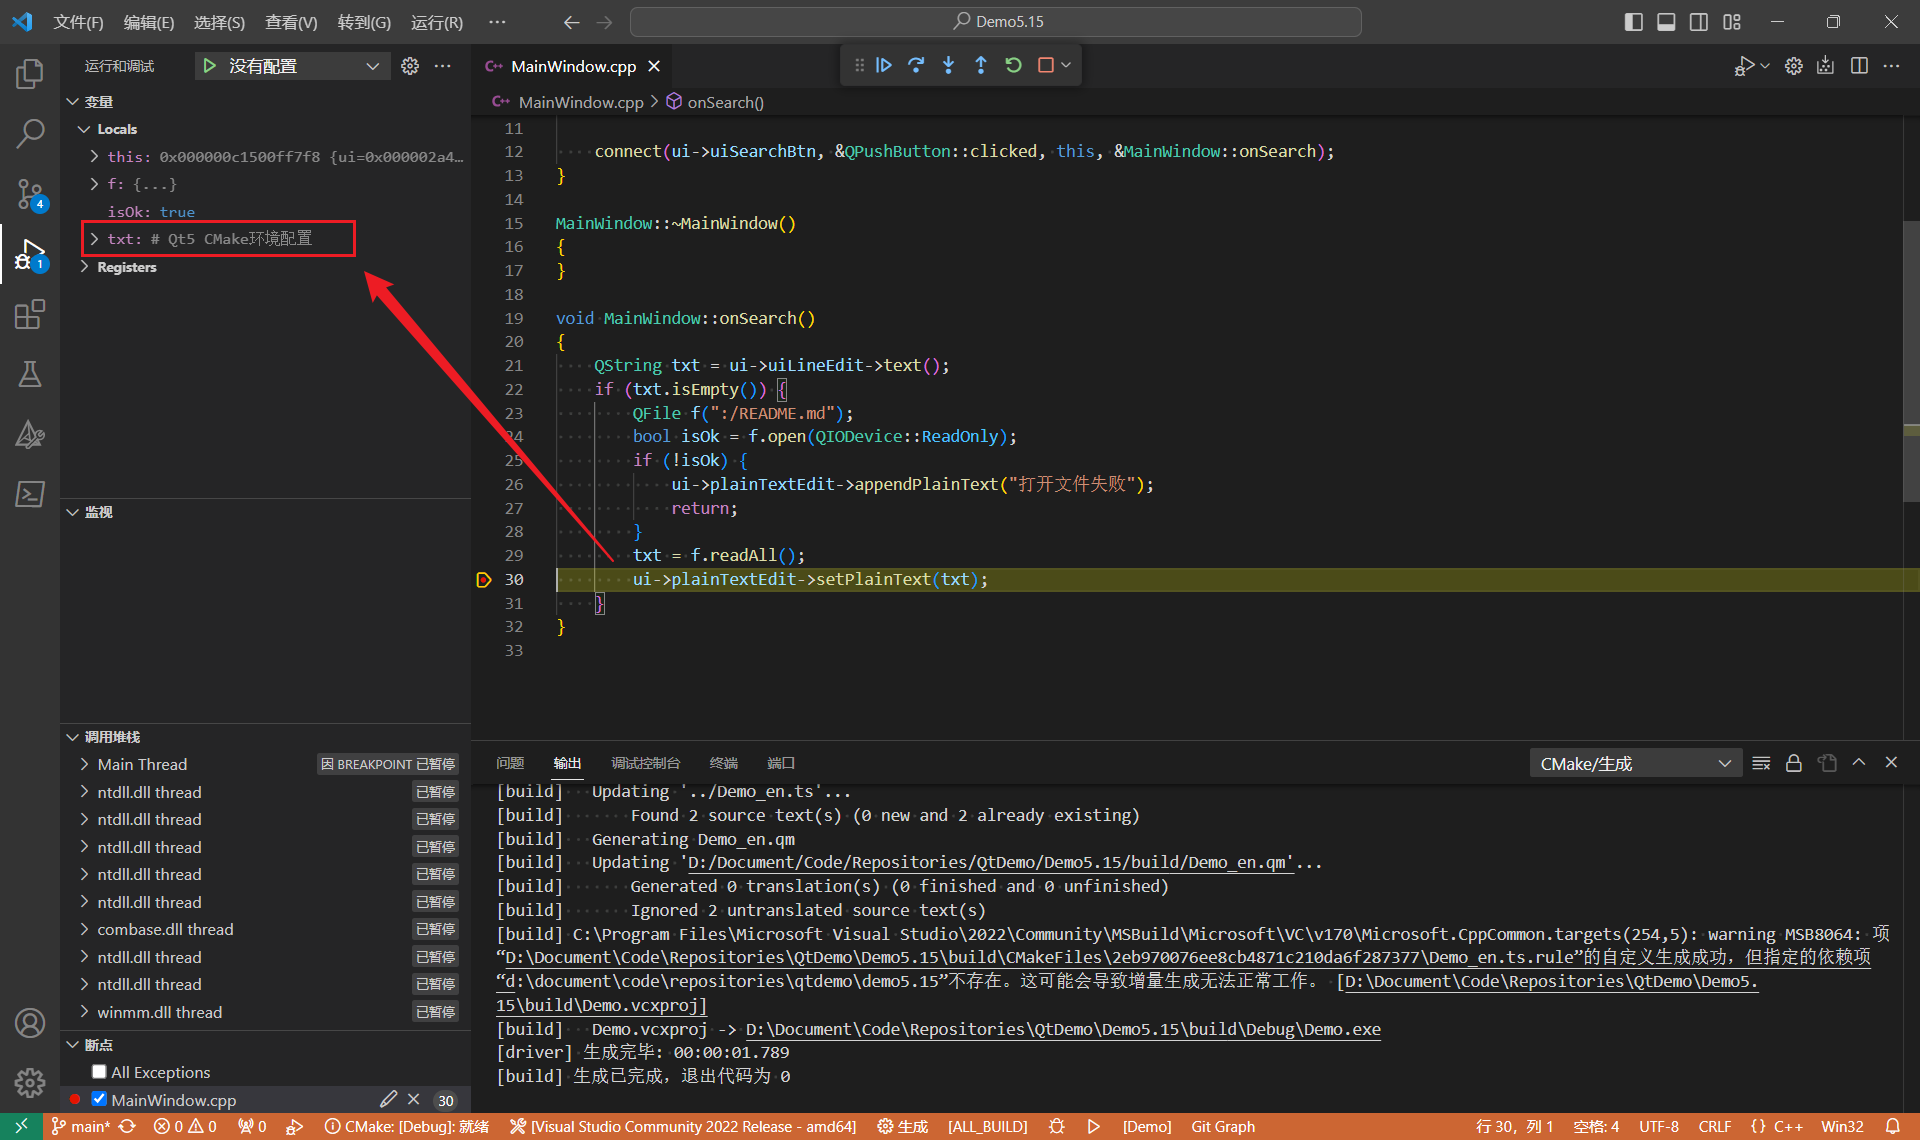 文件(F) 编辑(E) 选择(S) 查看(V) 转到(G) 运行(R) ··· Demo5.15
运行和调试 没有配置 ···
变量
Locals
this: 0x000000c1500ff7f8 {ui=0x000002a4...
f: {...}
isOk: true
txt: # Qt5 CMake环境配置
Registers
监视
调用堆栈
Main Thread 因 BREAKPOINT 已暂停
ntdll.dll thread 已暂停
ntdll.dll thread 已暂停
ntdll.dll thread 已暂停
ntdll.dll thread 已暂停
ntdll.dll thread 已暂停
combase.dll thread 已暂停
ntdll.dll thread 已暂停
ntdll.dll thread 已暂停
winmm.dll thread 已暂停
断点
All Exceptions
MainWindow.cpp 30
4
1
MainWindow.cpp
MainWindow.cpp > onSearch()
11
12 connect(ui->uiSearchBtn, &QPushButton::clicked, this, &MainWindow::onSearch);
13 }
14
15 MainWindow::~MainWindow()
16 {
17 }
18
19 void MainWindow::onSearch()
20 {
21 QString txt = ui->uiLineEdit->text();
22 if (txt.isEmpty()) {
23 QFile f(":/README.md");
24 bool isOk = f.open(QIODevice::ReadOnly);
25 if (!isOk) {
26 ui->plainTextEdit->appendPlainText("打开文件失败");
27 return;
28 }
29 txt = f.readAll();
30 ui->plainTextEdit->setPlainText(txt);
31 }
32 }
33
问题 输出 调试控制台 终端 端口 CMake/生成
[build] Updating '../Demo_en.ts'...
[build] Found 2 source text(s) (0 new and 2 already existing)
[build] Generating Demo_en.qm
[build] Updating 'D:/Document/Code/Repositories/QtDemo/Demo5.15/build/Demo_en.qm'...
[build] Generated 0 translation(s) (0 finished and 0 unfinished)
[build] Ignored 2 untranslated source text(s)
[build] C:\Program Files\Microsoft Visual Studio\2022\Community\MSBuild\Microsoft\VC\v170\Microsoft.CppCommon.targets(254,5): warning MSB8064: 项
“D:\Document\Code\Repositories\QtDemo\Demo5.15\build\CMakeFiles\2eb970076ee8cb4871c210da6f287377\Demo_en.ts.rule”的自定义生成成功，但指定的依赖项
“d:\document\code\repositories\qtdemo\demo5.15”不存在。这可能会导致增量生成无法正常工作。 [D:\Document\Code\Repositories\QtDemo\Demo5.
15\build\Demo.vcxproj]
[build] Demo.vcxproj -> D:\Document\Code\Repositories\QtDemo\Demo5.15\build\Debug\Demo.exe
[driver] 生成完毕: 00:00:01.789
[build] 生成已完成，退出代码为 0
main* 0 0 0 CMake: [Debug]: 就绪 [Visual Studio Community 2022 Release - amd64] 生成 [ALL_BUILD] [Demo] Git Graph 行 30，列 1 空格: 4 UTF-8 CRLF {} C++ Win32